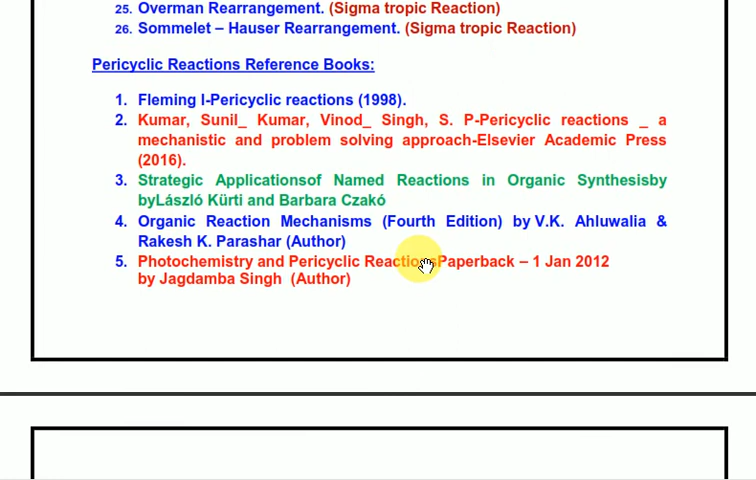 25. Overman Rearrangement. (Sigma tropic Reaction)
26. Sommelet – Hauser Rearrangement. (Sigma tropic Reaction)
Pericyclic Reactions Reference Books:
1. Fleming I-Pericyclic reactions (1998).
2. Kumar, Sunil_ Kumar, Vinod_ Singh, S. P-Pericyclic reactions _ a
mechanistic and problem solving approach-Elsevier Academic Press
(2016).
3. Strategic Applicationsof Named Reactions in Organic Synthesisby
byLászló Kürti and Barbara Czakó
4. Organic Reaction Mechanisms (Fourth Edition) by V.K. Ahluwalia &
Rakesh K. Parashar (Author)
5. Photochemistry and Pericyclic ReactionsPaperback – 1 Jan 2012
by Jagdamba Singh (Author)